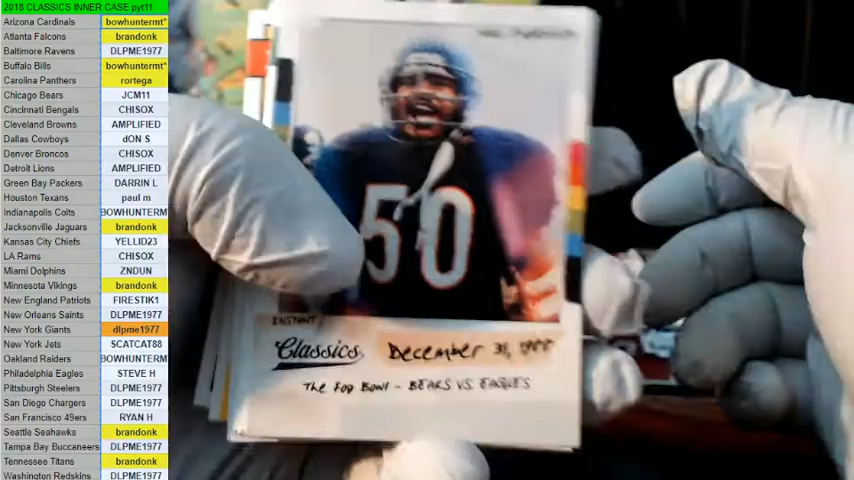 2018 CLASSICS INNER CASE pyt11
Arizona Cardinals bowhuntermt*
Atlanta Falcons brandonk
Baltimore Ravens DLPME1977
Buffalo Bills bowhuntermt*
Carolina Panthers rortega
Chicago Bears JCM11
Cincinnati Bengals CHISOX
Cleveland Browns AMPLIFIED
Dallas Cowboys dON S
Denver Broncos CHISOX
Detroit Lions AMPLIFIED
Green Bay Packers DARRIN L
Houston Texans paul m
Indianapolis Colts BOWHUNTERM
Jacksonville Jaguars brandonk
Kansas City Chiefs YELLID23
LA Rams CHISOX
Miami Dolphins ZNDUN
Minnesota Vikings brandonk
New England Patriots FIRESTIK1
New Orleans Saints DLPME1977
New York Giants dlpme1977
New York Jets SCATCAT88
Oakland Raiders BOWHUNTERM
Philadelphia Eagles STEVE H
Pittsburgh Steelers DLPME1977
San Diego Chargers DLPME1977
San Francisco 49ers RYAN H
Seattle Seahawks brandonk
Tampa Bay Buccaneers DLPME1977
Tennessee Titans brandonk
Washington Redskins DLPME1977
50
INSTANT
Classics December 31,
The Fog Bowl - BEARS VS. EAGLES